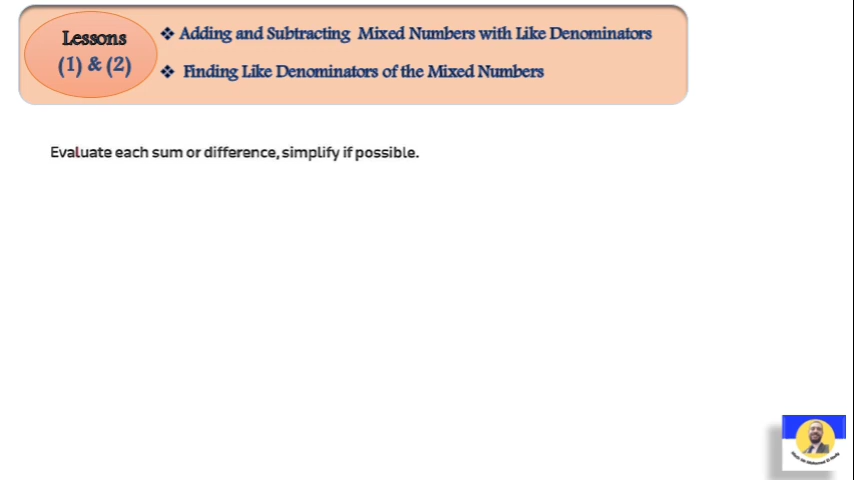 Lessons
(1) & (2)
❖ Adding and Subtracting Mixed Numbers with Like Denominators
❖ Finding Like Denominators of the Mixed Numbers
Evaluate each sum or difference, simplify if possible.